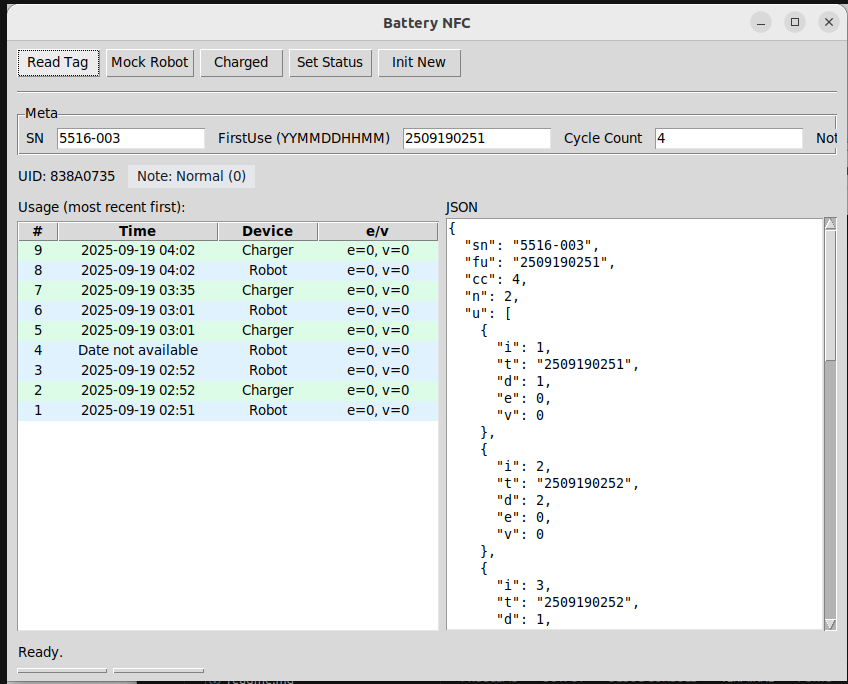 Battery NFC
Read Tag Mock Robot Charged Set Status Init New
Meta
SN 5516-003 FirstUse (YYMMDDHHMM) 2509190251 Cycle Count 4 Not
UID: 838A0735 Note: Normal (0)
Usage (most recent first):
# Time Device e/v
9 2025-09-19 04:02 Charger e=0, v=0
8 2025-09-19 04:02 Robot e=0, v=0
7 2025-09-19 03:35 Charger e=0, v=0
6 2025-09-19 03:01 Robot e=0, v=0
5 2025-09-19 03:01 Charger e=0, v=0
4 Date not available Robot e=0, v=0
3 2025-09-19 02:52 Robot e=0, v=0
2 2025-09-19 02:52 Charger e=0, v=0
1 2025-09-19 02:51 Robot e=0, v=0
JSON
{
"sn": "5516-003",
"fu": "2509190251",
"cc": 4,
"n": 2,
"u": [
{
"i": 1,
"t": "2509190251",
"d": 1,
"e": 0,
"v": 0
},
{
"i": 2,
"t": "2509190252",
"d": 2,
"e": 0,
"v": 0
},
{
"i": 3,
"t": "2509190252",
"d": 1,
Ready.